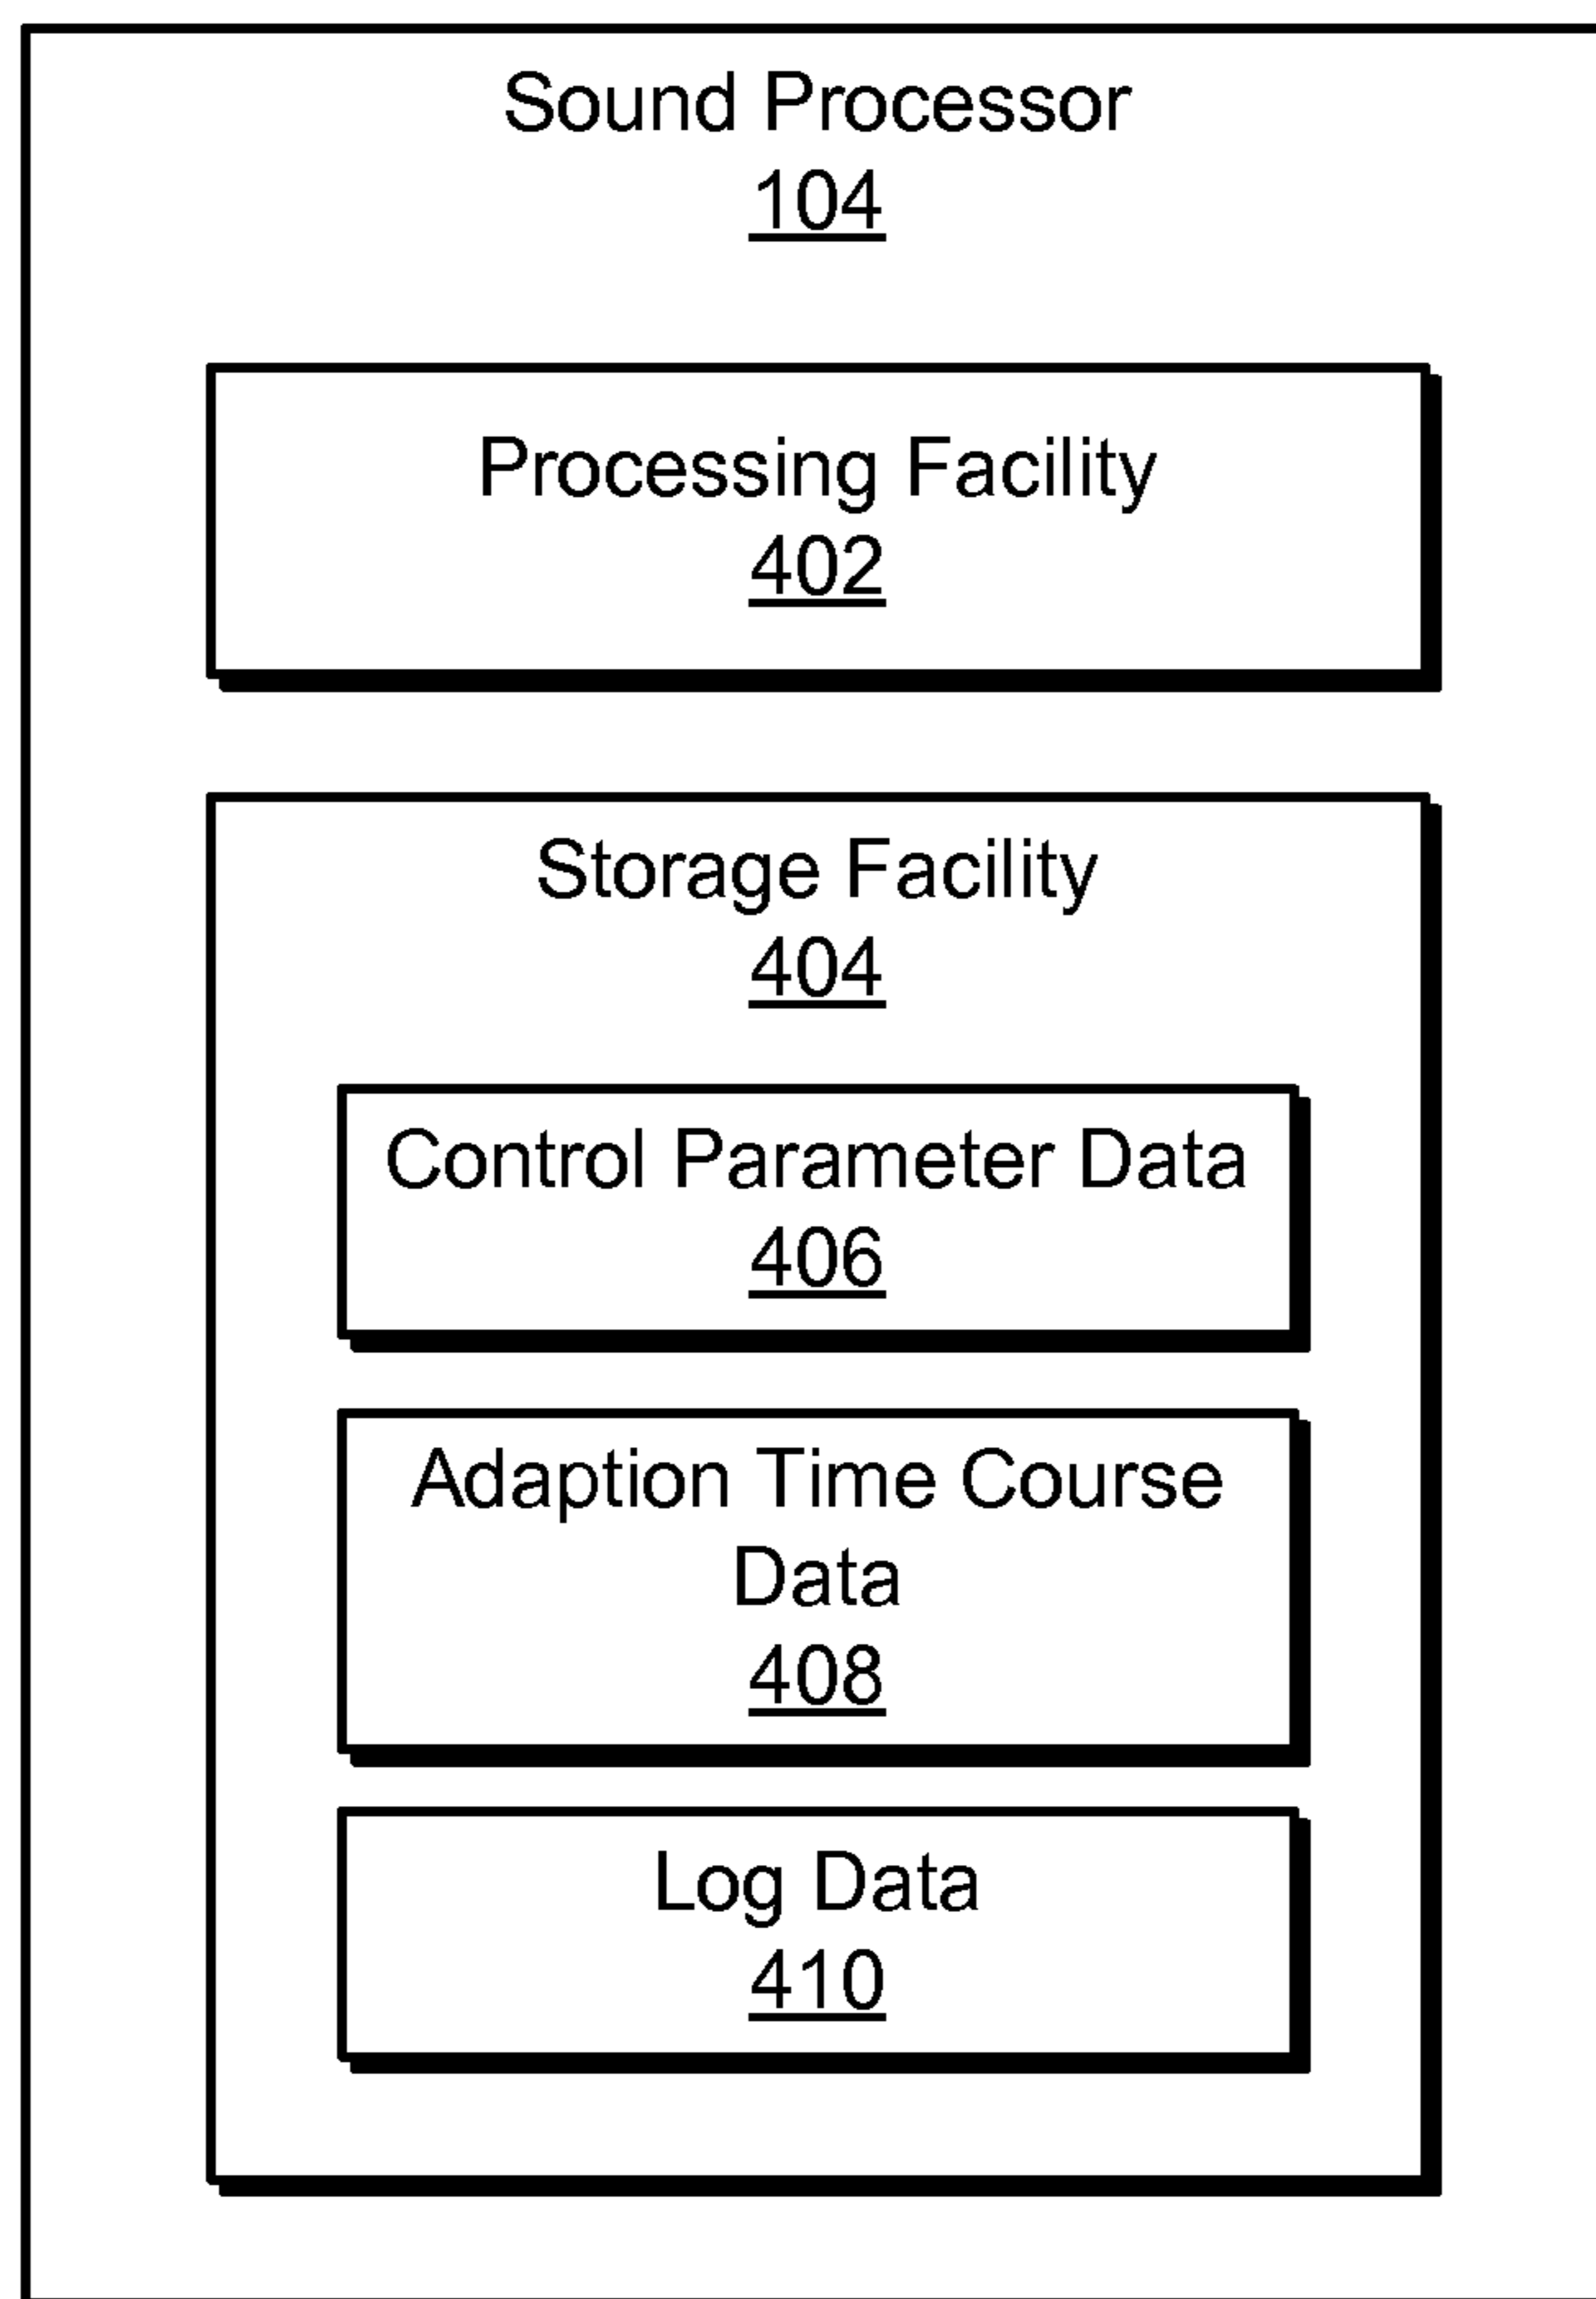 Sound Processor
104
Processing Facility
402
Storage Facility
404
Control Parameter Data
406
Adaption Time Course
Data
408
Log Data
410